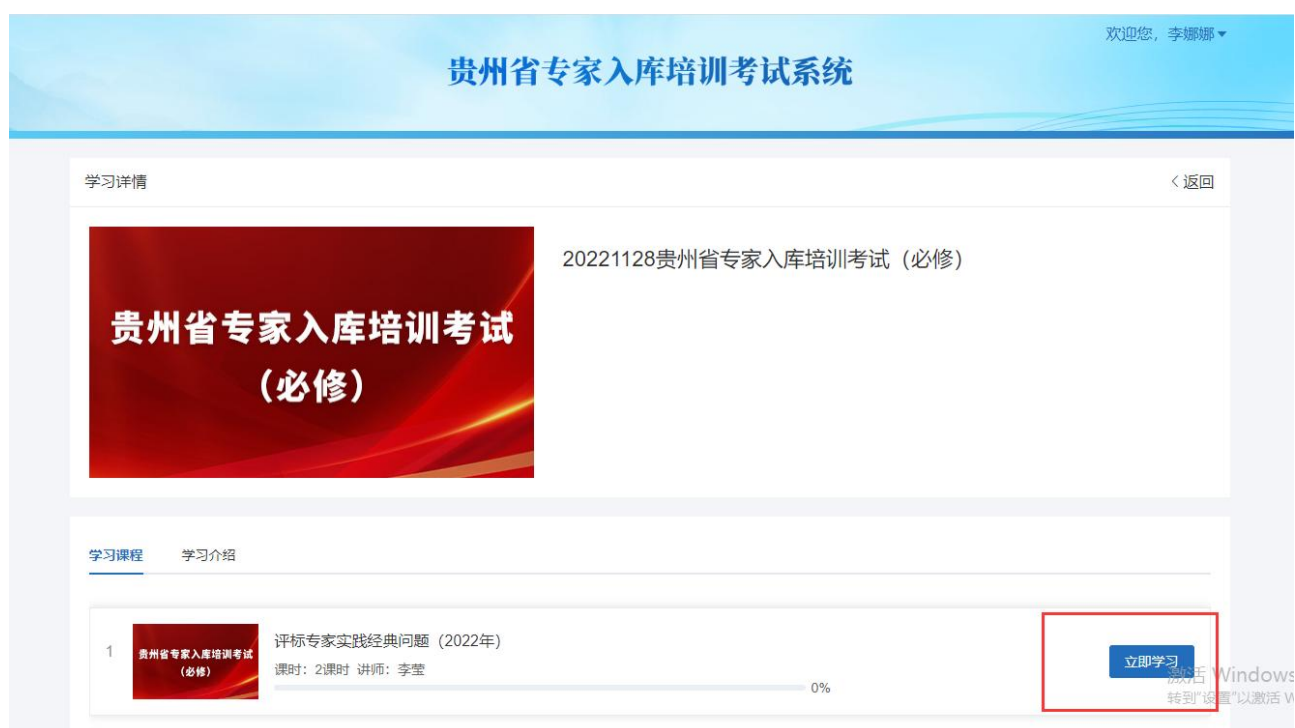 欢迎您，李娜娜
贵州省专家入库培训考试系统
学习详情
〈 返回
贵州省专家入库培训考试
（必修）
20221128贵州省专家入库培训考试（必修）
学习课程 学习介绍
1
贵州省专家入库培训考试
（必修）
评标专家实践经典问题（2022年）
课时：2课时 讲师：李莹
0%
立即学习
激活 Windows
转到"设置"以激活 W